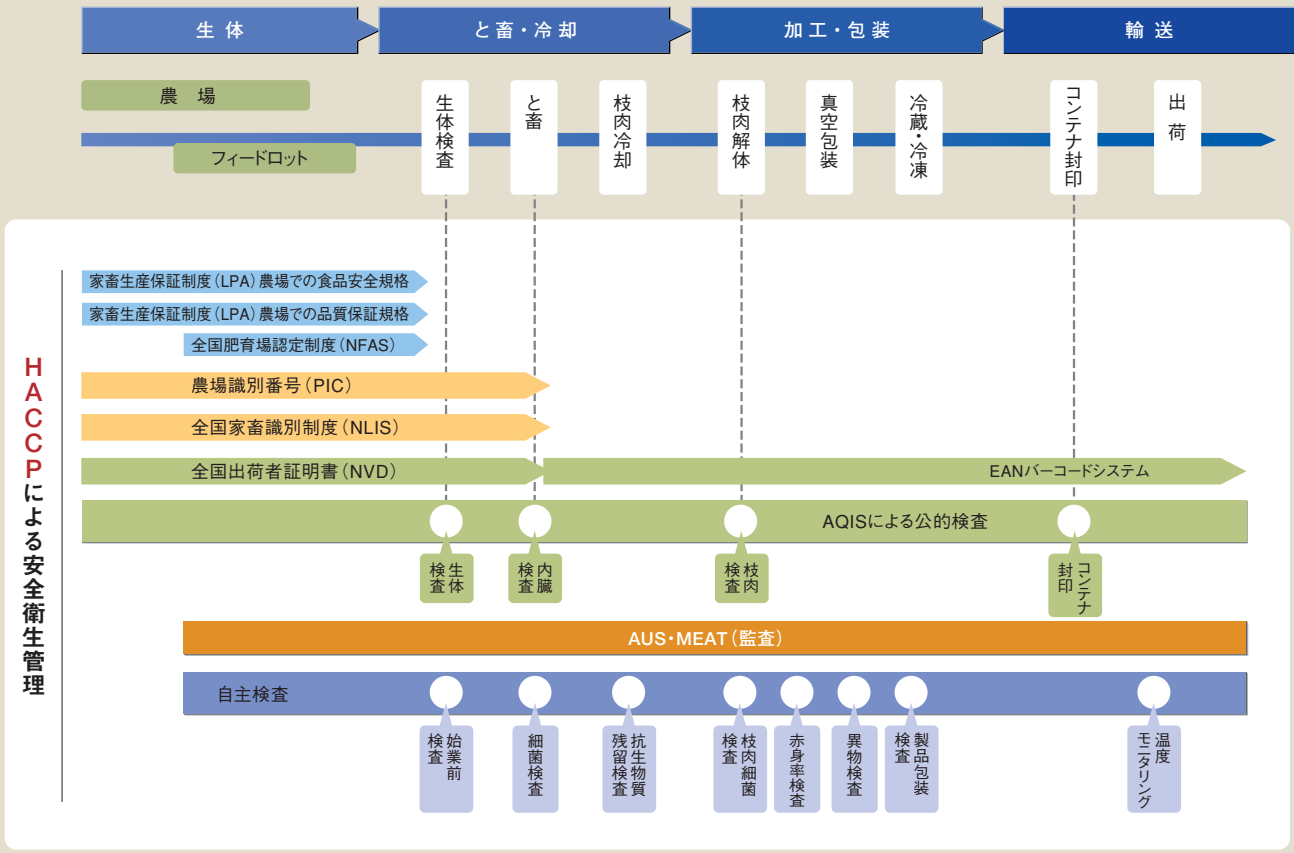 生体
と畜・冷却
加工・包装
輸送
農場
フィードロット
生体検査
と畜
枝肉冷却
枝肉解体
真空包装
冷蔵・冷凍
コンテナ封印
出荷
HACCPによる安全衛生管理
家畜生産保証制度（LPA）農場での食品安全規格
家畜生産保証制度（LPA）農場での品質保証規格
全国肥育場認定制度（NFAS）
農場識別番号（PIC）
全国家畜識別制度（NLIS）
全国出荷者証明書（NVD）
EANバーコードシステム
AQISによる公的検査
生体
検査
内臓
検査
枝肉
検査
コンテナ
封印
AUS・MEAT（監査）
自主検査
始業前
検査
細菌検査
抗生物質
残留検査
枝肉細菌
検査
赤身率検査
異物検査
製品包装
検査
温度
モニタリング